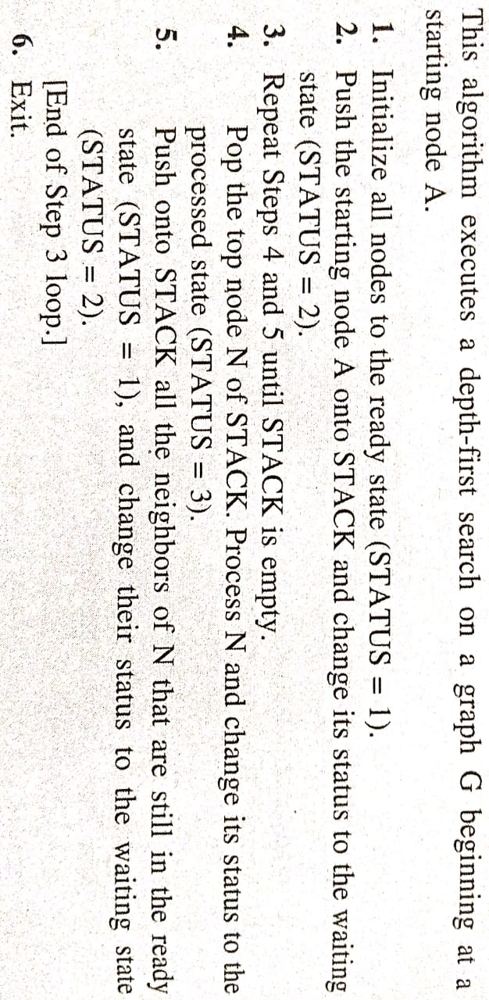 This algorithm executes a depth-first search on a graph G beginning at a
starting node A.
1. Initialize all nodes to the ready state (STATUS = 1).
2. Push the starting node A onto STACK and change its status to the waiting
state (STATUS = 2).
3. Repeat Steps 4 and 5 until STACK is empty.
4. Pop the top node N of STACK. Process N and change its status to the
processed state (STATUS = 3).
5. Push onto STACK all the neighbors of N that are still in the ready
state (STATUS = 1), and change their status to the waiting state
(STATUS = 2).
[End of Step 3 loop.]
6. Exit.